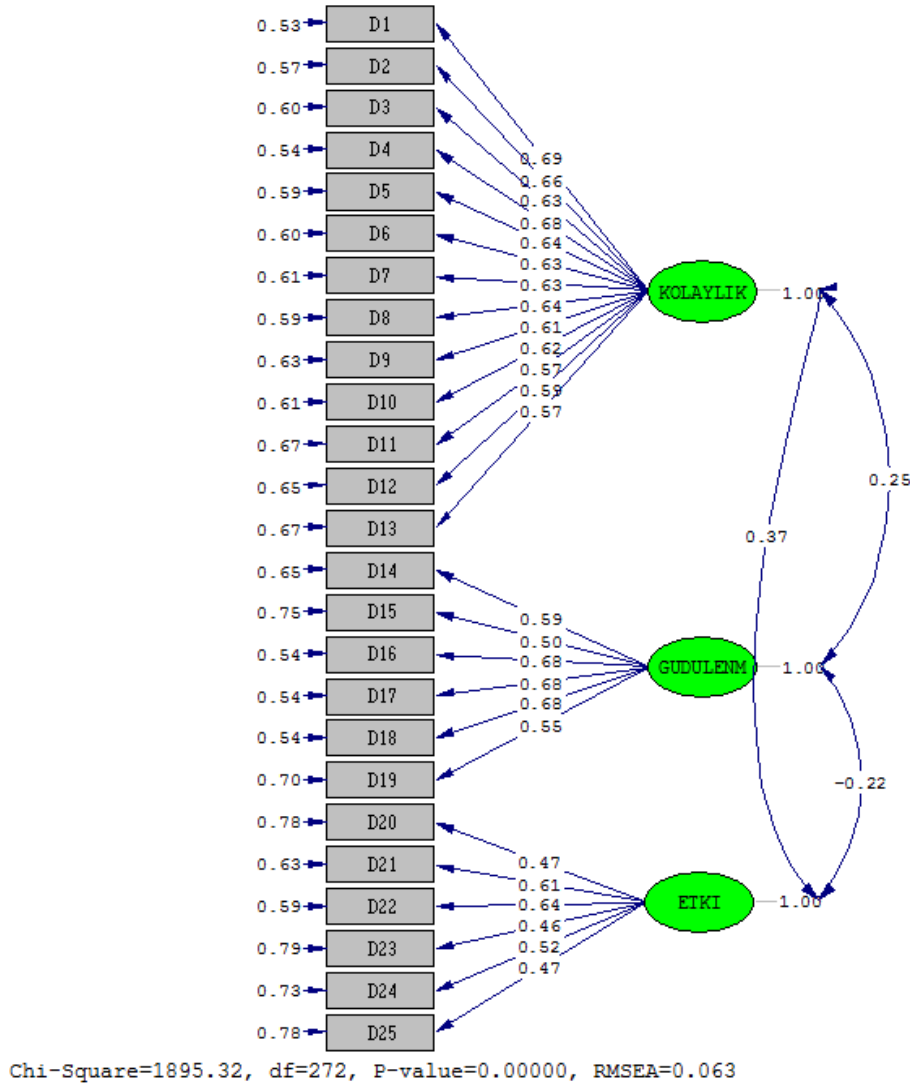 0.53 D1
0.57 D2
0.60 D3
0.54 D4
0.59 D5
0.60 D6
0.61 D7
0.59 D8
0.63 D9
0.61 D10
0.67 D11
0.65 D12
0.67 D13
0.65 D14
0.75 D15
0.54 D16
0.54 D17
0.54 D18
0.70 D19
0.78 D20
0.63 D21
0.59 D22
0.79 D23
0.73 D24
0.78 D25
0.69
0.66
0.63
0.68
0.64
0.63
0.63
0.64
0.61
0.62
0.57
0.59
0.57
0.59
0.50
0.68
0.68
0.68
0.55
0.47
0.61
0.64
0.46
0.52
0.47
KOLAYLIK 1.00
GUDULENM 1.00
ETKI 1.00
0.25
0.37
-0.22
Chi-Square=1895.32, df=272, P-value=0.00000, RMSEA=0.063